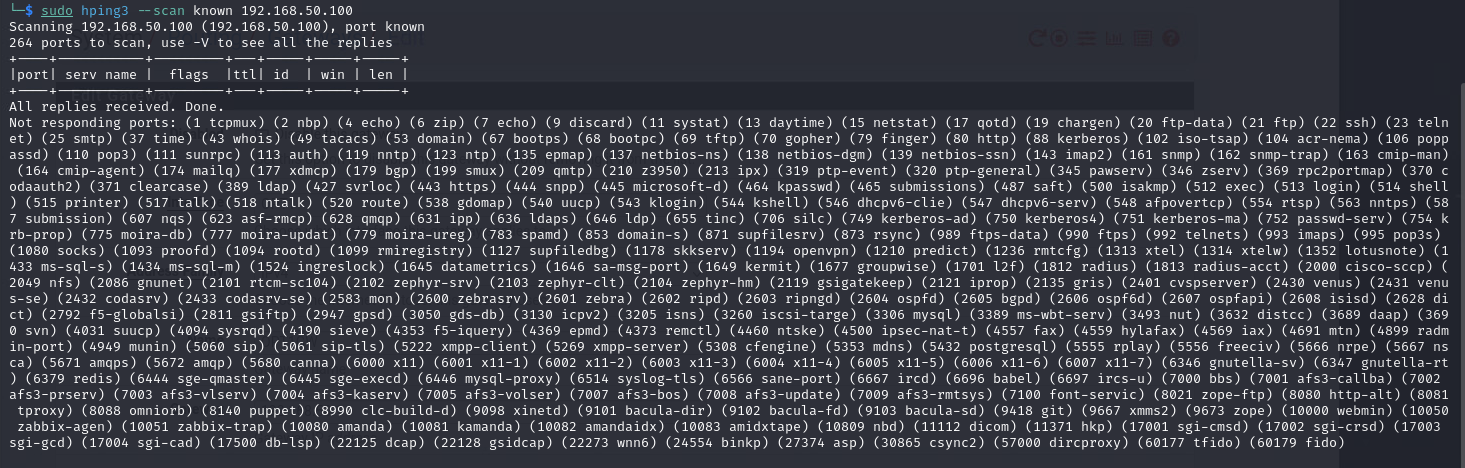 └─$ sudo hping3 --scan known 192.168.50.100
Scanning 192.168.50.100 (192.168.50.100), port known
264 ports to scan, use -V to see all the replies
+----+-----------+---------+---+-----+-----+-----+
|port| serv name |  flags  |ttl| id  | win | len |
+----+-----------+---------+---+-----+-----+-----+
All replies received. Done.
Not responding ports: (1 tcpmux) (2 nbp) (4 echo) (6 zip) (7 echo) (9 discard) (11 systat) (13 daytime) (15 netstat) (17 qotd) (19 chargen) (20 ftp-data) (21 ftp) (22 ssh) (23 teln
et) (25 smtp) (37 time) (43 whois) (49 tacacs) (53 domain) (67 bootps) (68 bootpc) (69 tftp) (70 gopher) (79 finger) (80 http) (88 kerberos) (102 iso-tsap) (104 acr-nema) (106 popp
assd) (110 pop3) (111 sunrpc) (113 auth) (119 nntp) (123 ntp) (135 epmap) (137 netbios-ns) (138 netbios-dgm) (139 netbios-ssn) (143 imap2) (161 snmp) (162 snmp-trap) (163 cmip-man)
(164 cmip-agent) (174 mailq) (177 xdmcp) (179 bgp) (199 smux) (209 qmtp) (210 z3950) (213 ipx) (319 ptp-event) (320 ptp-general) (345 pawserv) (346 zserv) (369 rpc2portmap) (370 c
odaauth2) (371 clearcase) (389 ldap) (427 svrloc) (443 https) (444 snpp) (445 microsoft-d) (464 kpasswd) (465 submissions) (487 saft) (500 isakmp) (512 exec) (513 login) (514 shell
) (515 printer) (517 talk) (518 ntalk) (520 route) (538 gdomap) (540 uucp) (543 klogin) (544 kshell) (546 dhcpv6-clie) (547 dhcpv6-serv) (548 afpovertcp) (554 rtsp) (563 nntps) (58
7 submission) (607 nqs) (623 asf-rmcp) (628 qmqp) (631 ipp) (636 ldaps) (646 ldp) (655 tinc) (706 silc) (749 kerberos-ad) (750 kerberos4) (751 kerberos-ma) (752 passwd-serv) (754 k
rb-prop) (775 moira-db) (777 moira-updat) (779 moira-ureg) (783 spamd) (853 domain-s) (871 supfilesrv) (873 rsync) (989 ftps-data) (990 ftps) (992 telnets) (993 imaps) (995 pop3s)
(1080 socks) (1093 proofd) (1094 rootd) (1099 rmiregistry) (1127 supfiledbg) (1178 skkserv) (1194 openvpn) (1210 predict) (1236 rmtcfg) (1313 xtel) (1314 xtelw) (1352 lotusnote) (1
433 ms-sql-s) (1434 ms-sql-m) (1524 ingreslock) (1645 datametrics) (1646 sa-msg-port) (1649 kermit) (1677 groupwise) (1701 l2f) (1812 radius) (1813 radius-acct) (2000 cisco-sccp) (
2049 nfs) (2086 gnunet) (2101 rtcm-sc104) (2102 zephyr-srv) (2103 zephyr-clt) (2104 zephyr-hm) (2119 gsigatekeep) (2121 iprop) (2135 gris) (2401 cvspserver) (2430 venus) (2431 venu
s-se) (2432 codasrv) (2433 codasrv-se) (2583 mon) (2600 zebrasrv) (2601 zebra) (2602 ripd) (2603 ripngd) (2604 ospfd) (2605 bgpd) (2606 ospf6d) (2607 ospfapi) (2608 isisd) (2628 di
ct) (2792 f5-globalsi) (2811 gsiftp) (2947 gpsd) (3050 gds-db) (3130 icpv2) (3205 isns) (3260 iscsi-targe) (3306 mysql) (3389 ms-wbt-serv) (3493 nut) (3632 distcc) (3689 daap) (369
0 svn) (4031 suucp) (4094 sysrqd) (4190 sieve) (4353 f5-iquery) (4369 epmd) (4373 remctl) (4460 ntske) (4500 ipsec-nat-t) (4557 fax) (4559 hylafax) (4569 iax) (4691 mtn) (4899 radm
in-port) (4949 munin) (5060 sip) (5061 sip-tls) (5222 xmpp-client) (5269 xmpp-server) (5308 cfengine) (5353 mdns) (5432 postgresql) (5555 rplay) (5556 freeciv) (5666 nrpe) (5667 ns
ca) (5671 amqps) (5672 amqp) (5680 canna) (6000 x11) (6001 x11-1) (6002 x11-2) (6003 x11-3) (6004 x11-4) (6005 x11-5) (6006 x11-6) (6007 x11-7) (6346 gnutella-sv) (6347 gnutella-rt
) (6379 redis) (6444 sge-qmaster) (6445 sge-execd) (6446 mysql-proxy) (6514 syslog-tls) (6566 sane-port) (6667 ircd) (6696 babel) (6697 ircs-u) (7000 bbs) (7001 afs3-callba) (7002
afs3-prserv) (7003 afs3-vlserv) (7004 afs3-kaserv) (7005 afs3-volser) (7007 afs3-bos) (7008 afs3-update) (7009 afs3-rmtsys) (7100 font-servic) (8021 zope-ftp) (8080 http-alt) (8081
tproxy) (8088 omniorb) (8140 puppet) (8990 clc-build-d) (9098 xinetd) (9101 bacula-dir) (9102 bacula-fd) (9103 bacula-sd) (9418 git) (9667 xmms2) (9673 zope) (10000 webmin) (10050
zabbix-agen) (10051 zabbix-trap) (10080 amanda) (10081 kamanda) (10082 amandaidx) (10083 amidxtape) (10809 nbd) (11112 dicom) (11371 hkp) (17001 sgi-cmsd) (17002 sgi-crsd) (17003
sgi-gcd) (17004 sgi-cad) (17500 db-lsp) (22125 dcap) (22128 gsidcap) (22273 wnn6) (24554 binkp) (27374 asp) (30865 csync2) (57000 dircproxy) (60177 tfido) (60179 fido)